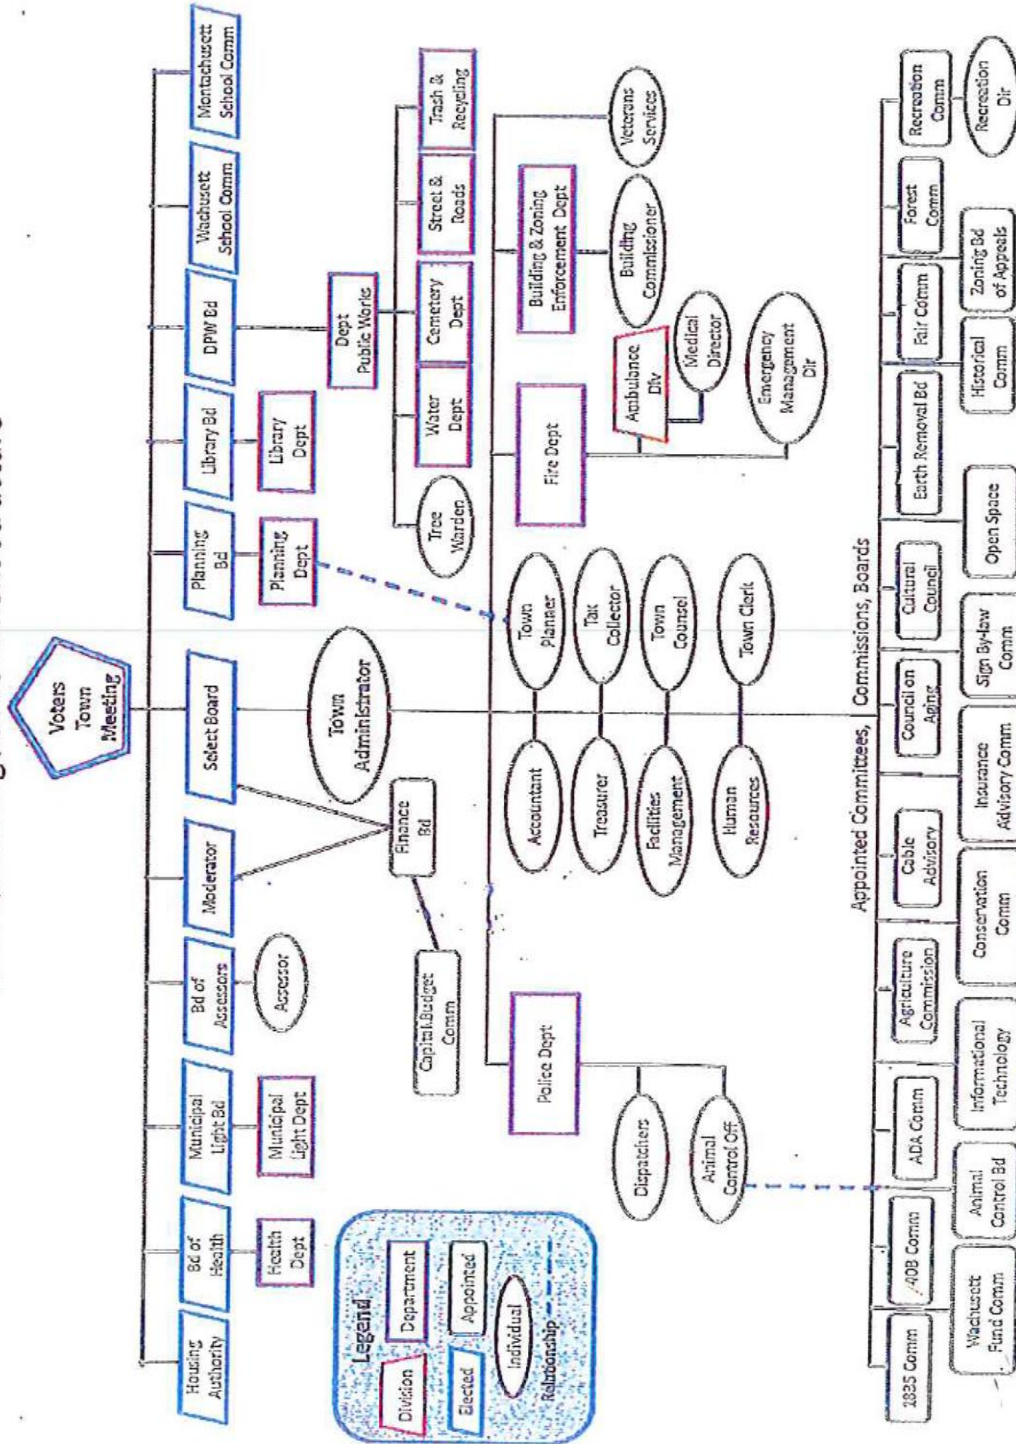 Voters
Town
Meeting
Housing
Authority
Bd of
Health
Municipal
Light Bd
Bd of
Assessors
Moderator
Select Board
Planning
Bd
Library Bd
DPW Bd
Wachusett
School Comm
Montachusett
School Comm
Health
Dept
Municipal
Light Dept
Assessor
Planning
Dept
Library
Dept
Town
Administrator
Dept
Public Works
Finance
Bd
Capital Budget
Comm
Tree
Warden
Water
Dept
Cemetery
Dept
Street &
Roads
Trash &
Recycling
Legend
Division
Department
Elected
Appointed
Individual
Relationship
Police Dept
Accountant
Town
Planner
Fire Dept
Building & Zoning
Enforcement Dept
Veterans
Services
Treasurer
Tax
Collector
Dispatchers
Ambulance
Div
Building
Commissioner
Facilities
Management
Town
Counsel
Medical
Director
Animal
Control Off
Human
Resources
Town Clerk
Emergency
Management
Dir
Appointed Committees, Commissions, Boards
2835 Comm
40B Comm
ADA Comm
Agriculture
Commission
Cable
Advisory
Council on
Aging
Cultural
Council
Earth Removal Bd
Fair Comm
Forest
Comm
Recreation
Comm
Wachusett
Fund Comm
Animal
Control Bd
Informational
Technology
Conservation
Comm
Insurance
Advisory Comm
Sign By-law
Comm
Open Space
Historical
Comm
Zoning Bd
of Appeals
Recreation
Dir